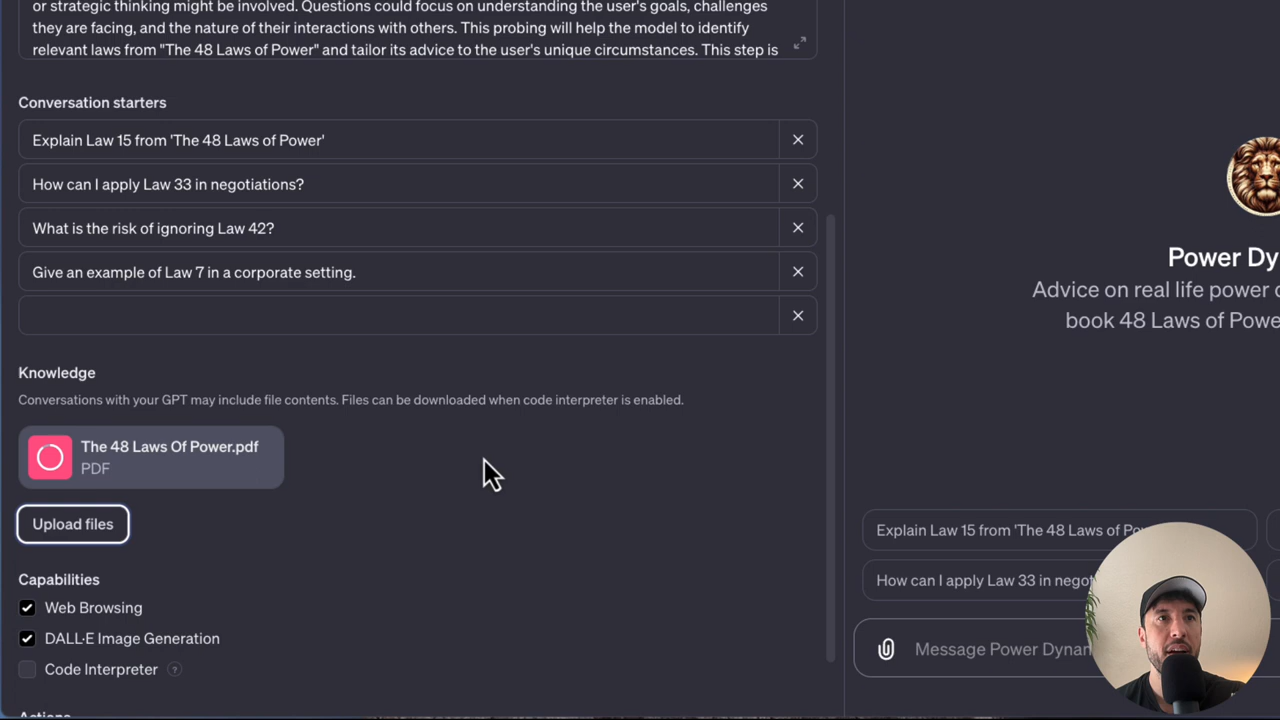 or strategic thinking might be involved. Questions could focus on understanding the user's goals, challenges
they are facing, and the nature of their interactions with others. This probing will help the model to identify
relevant laws from "The 48 Laws of Power" and tailor its advice to the user's unique circumstances. This step is
Conversation starters
Explain Law 15 from 'The 48 Laws of Power'
How can I apply Law 33 in negotiations?
What is the risk of ignoring Law 42?
Give an example of Law 7 in a corporate setting.
Knowledge
Conversations with your GPT may include file contents. Files can be downloaded when code interpreter is enabled.
The 48 Laws Of Power.pdf
PDF
Upload files
Capabilities
Web Browsing
DALL·E Image Generation
Code Interpreter ?
Actions
Power Dy
Advice on real life power
book 48 Laws of Powe
Explain Law 15 from 'The 48 Laws of Po
How can I apply Law 33 in negot
Message Power Dynan